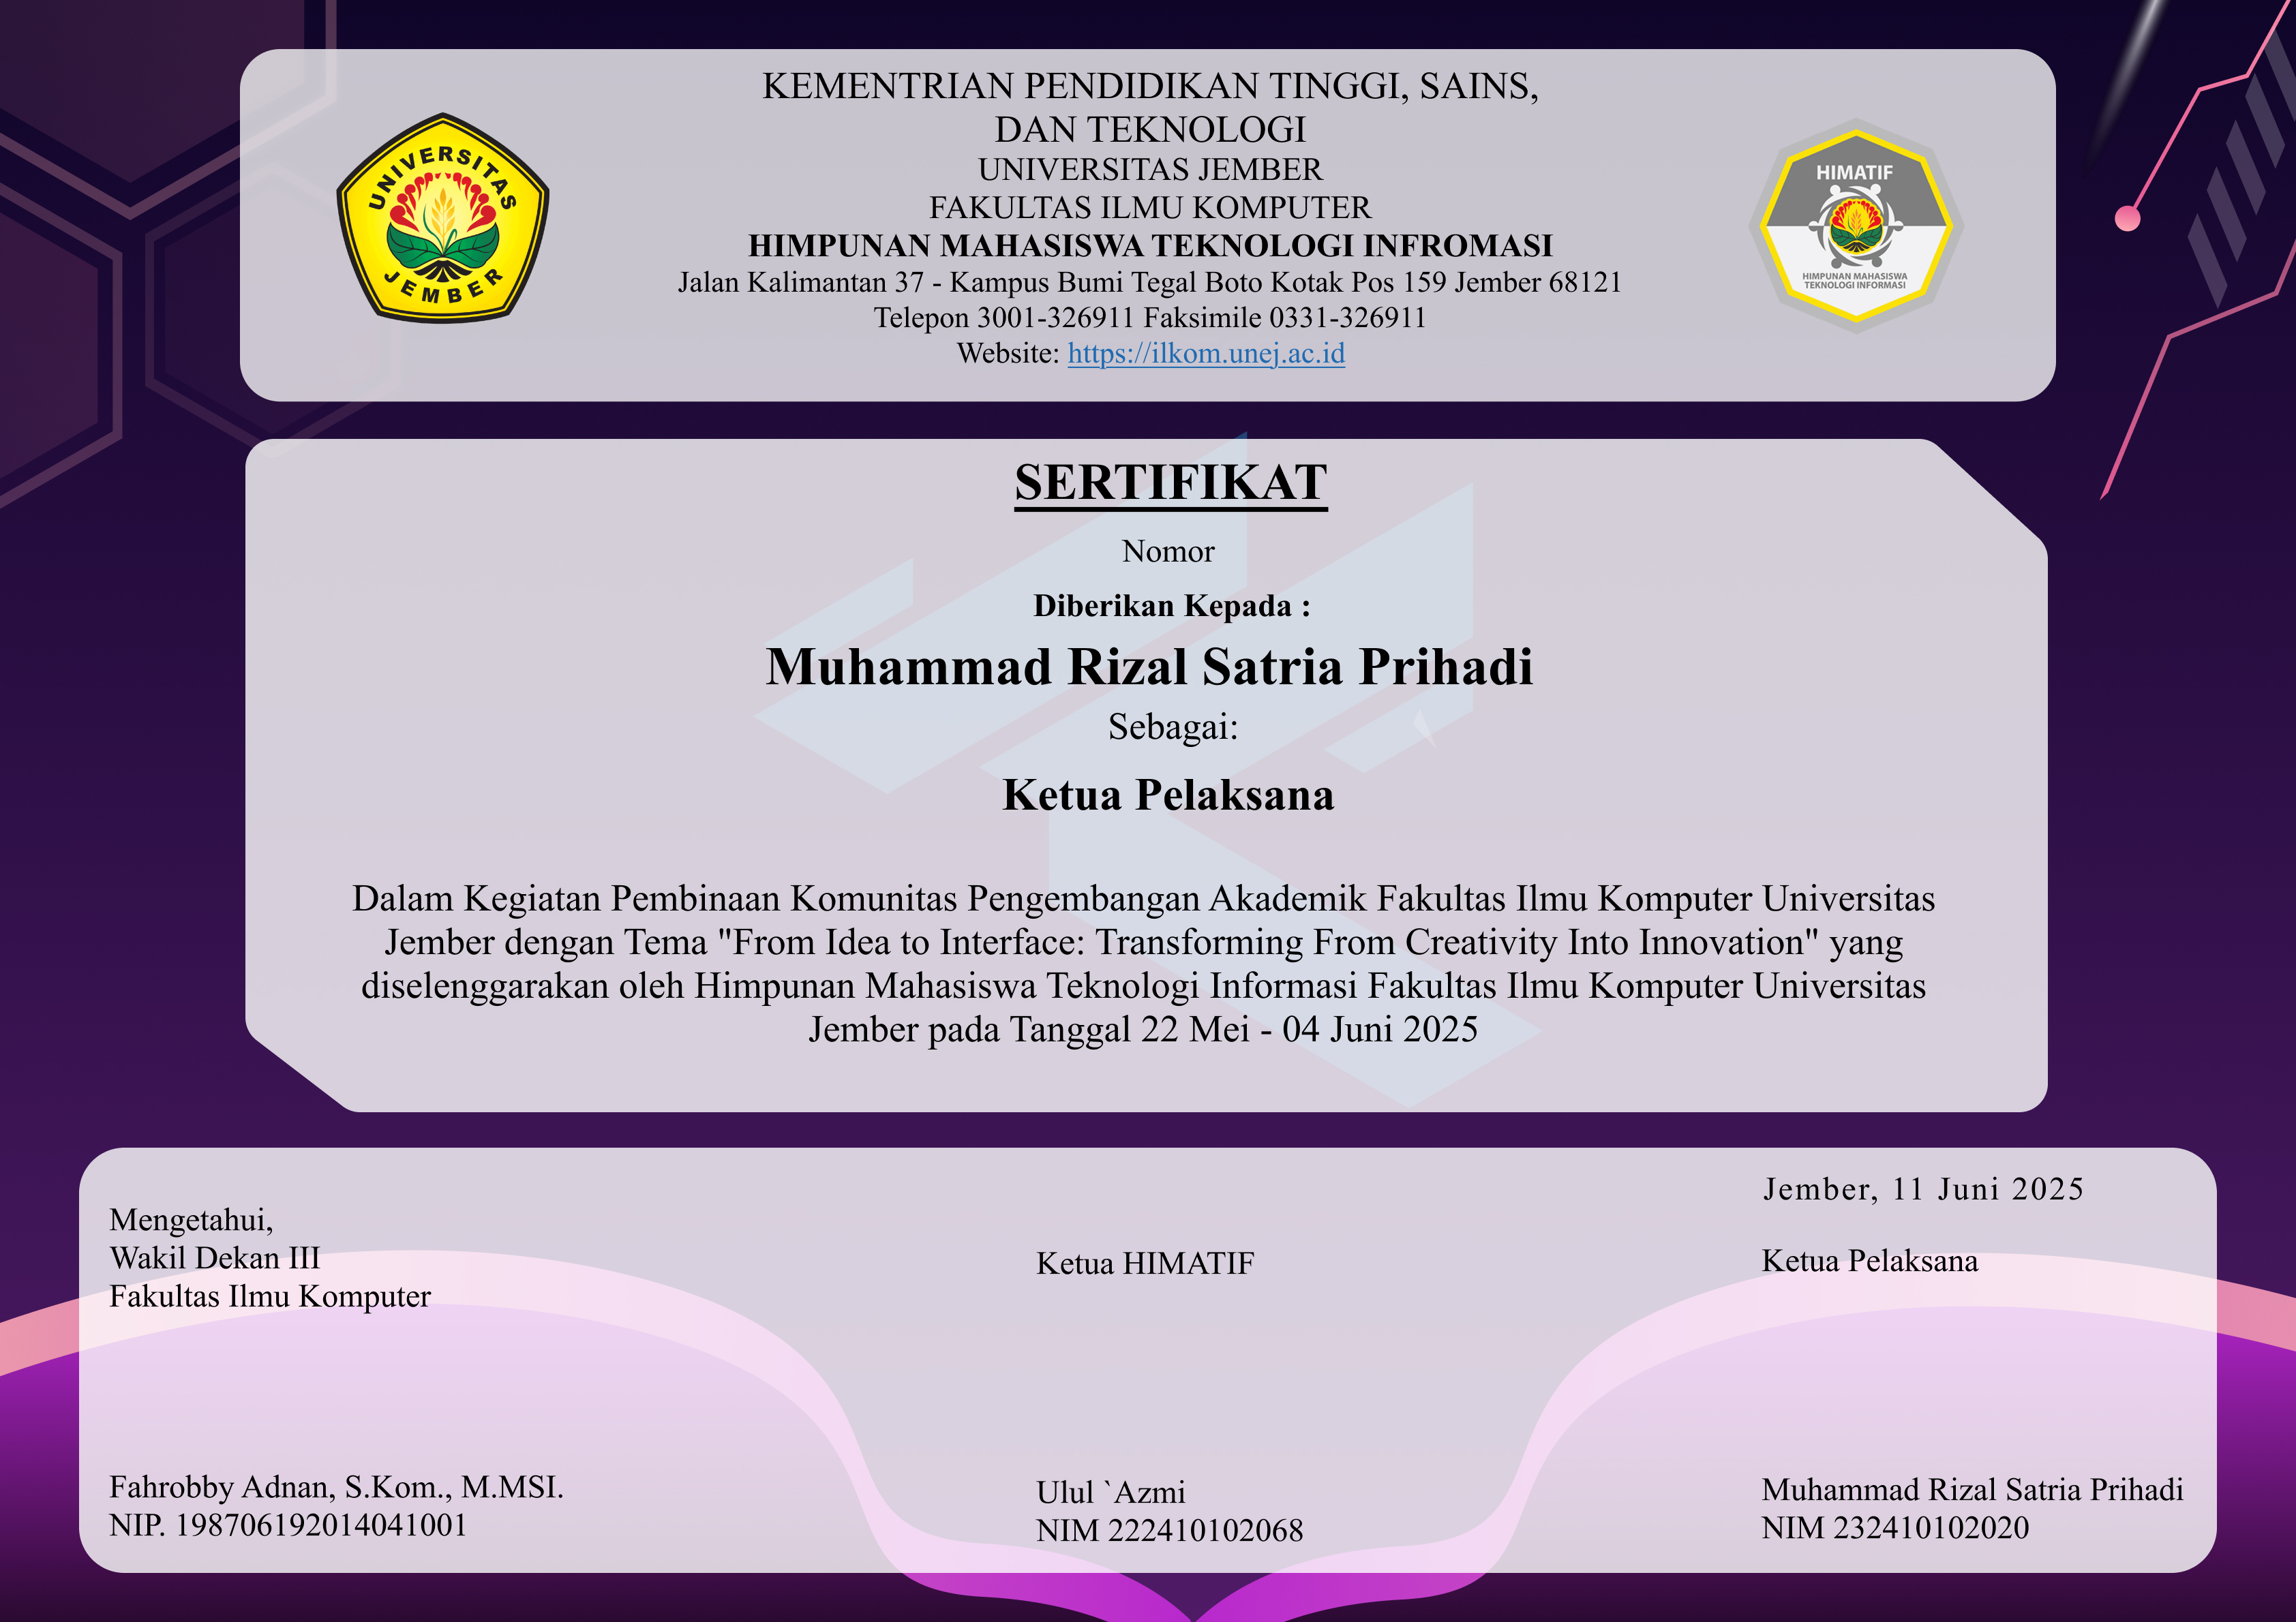 KEMENTRIAN PENDIDIKAN TINGGI, SAINS,
DAN TEKNOLOGI
UNIVERSITAS JEMBER
FAKULTAS ILMU KOMPUTER
HIMPUNAN MAHASISWA TEKNOLOGI INFROMASI
Jalan Kalimantan 37 - Kampus Bumi Tegal Boto Kotak Pos 159 Jember 68121
Telepon 3001-326911 Faksimile 0331-326911
Website: https://ilkom.unej.ac.id
UNIVERSITAS
JEMBER
HIMATIF
HIMPUNAN MAHASISWA
TEKNOLOGI INFORMASI
SERTIFIKAT
Nomor
Diberikan Kepada :
Muhammad Rizal Satria Prihadi
Sebagai:
Ketua Pelaksana
Dalam Kegiatan Pembinaan Komunitas Pengembangan Akademik Fakultas Ilmu Komputer Universitas
Jember dengan Tema "From Idea to Interface: Transforming From Creativity Into Innovation" yang
diselenggarakan oleh Himpunan Mahasiswa Teknologi Informasi Fakultas Ilmu Komputer Universitas
Jember pada Tanggal 22 Mei - 04 Juni 2025
Mengetahui,
Wakil Dekan III
Fakultas Ilmu Komputer
Fahrobby Adnan, S.Kom., M.MSI.
NIP. 198706192014041001
Ketua HIMATIF
Ulul `Azmi
NIM 222410102068
Jember, 11 Juni 2025
Ketua Pelaksana
Muhammad Rizal Satria Prihadi
NIM 232410102020